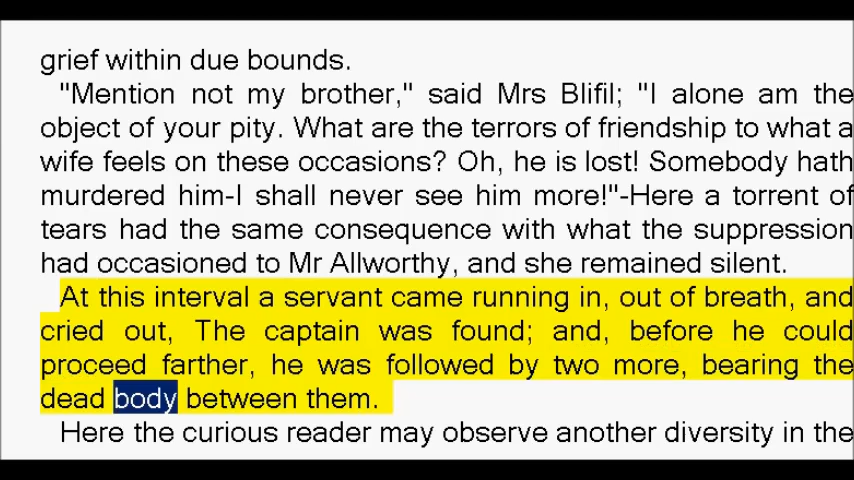 grief within due bounds.
"Mention not my brother," said Mrs Blifil; "I alone am the
object of your pity. What are the terrors of friendship to what a
wife feels on these occasions? Oh, he is lost! Somebody hath
murdered him-I shall never see him more!"-Here a torrent of
tears had the same consequence with what the suppression
had occasioned to Mr Allworthy, and she remained silent.
At this interval a servant came running in, out of breath, and
cried out, The captain was found; and, before he could
proceed farther, he was followed by two more, bearing the
dead body between them.
Here the curious reader may observe another diversity in the